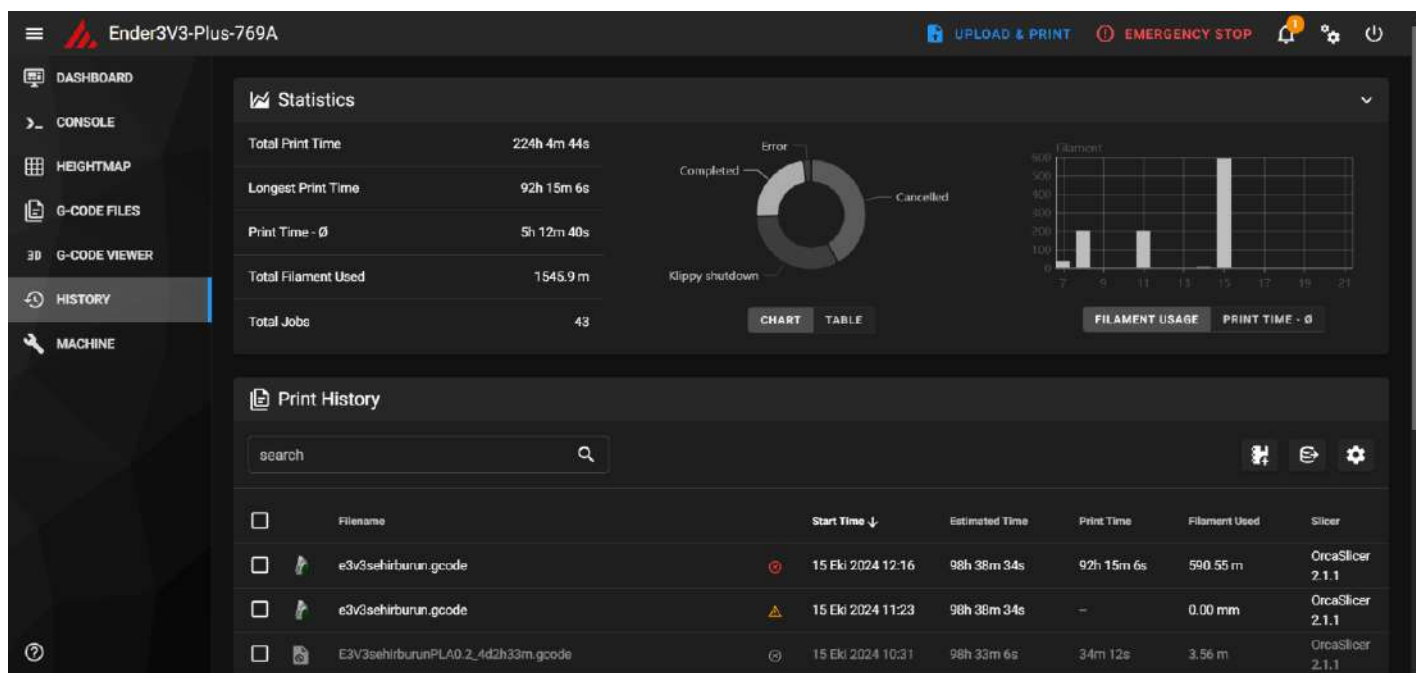 Ender3V3-Plus-769A
UPLOAD & PRINT
EMERGENCY STOP
1
DASHBOARD
CONSOLE
HEIGHTMAP
G-CODE FILES
3D G-CODE VIEWER
HISTORY
MACHINE
Statistics
Total Print Time 224h 4m 44s
Longest Print Time 92h 15m 6s
Print Time - Ø 5h 12m 40s
Total Filament Used 1545.9 m
Total Jobs 43
Error
Completed
Cancelled
Klippy shutdown
CHART TABLE
Filament
600
500
400
300
200
100
0
7 9 11 13 15 17 19 21
FILAMENT USAGE PRINT TIME - Ø
Print History
search
Filename Start Time Estimated Time Print Time Filament Used Slicer
e3v3sehirburun.gcode 15 Eki 2024 12:16 98h 38m 34s 92h 15m 6s 590.55 m OrcaSlicer 2.1.1
e3v3sehirburun.gcode 15 Eki 2024 11:23 98h 38m 34s – 0.00 mm OrcaSlicer 2.1.1
E3V3sehirburunPLA0.2_4d2h33m.gcode 15 Eki 2024 10:31 98h 33m 6s 34m 12s 3.56 m OrcaSlicer 2.1.1